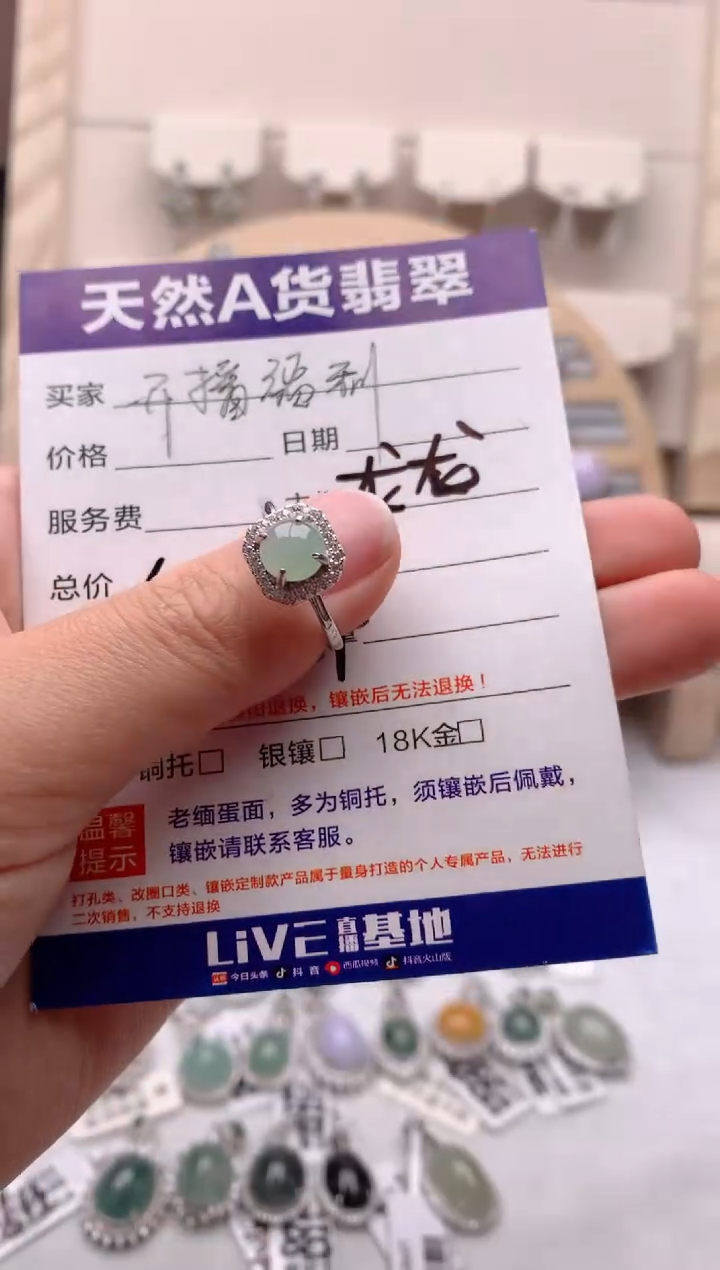 天然A货翡翠
买家 开播福利
价格 日期
龙龙
服务费
总价
退换，镶嵌后无法退换！
铜托□ 银镶□ 18K金□
温馨提示
老缅蛋面，多为铜托，须镶嵌后佩戴，
镶嵌请联系客服。
打孔类、改圈口类、镶嵌定制款产品属于量身打造的个人专属产品，无法进行
二次销售，不支持退换
LiVE 直播 基地
今日头条 抖音 西瓜视频 抖音火山版